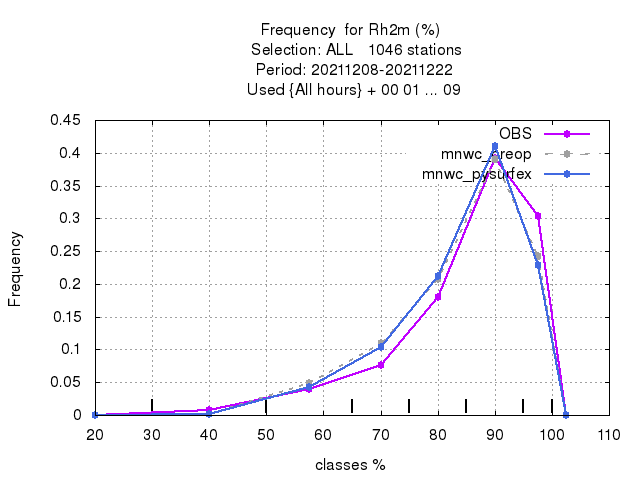 Frequency  for Rh2m (%)
Selection: ALL   1046 stations
Period: 20211208-20211222
Used {All hours} + 00 01 ... 09
0.45
0.4
0.35
0.3
0.25
0.2
0.15
0.1
0.05
0
Frequency
OBS
mnwc_preop
mnwc_pysurfex
20 30 40 50 60 70 80 90 100 110
classes %